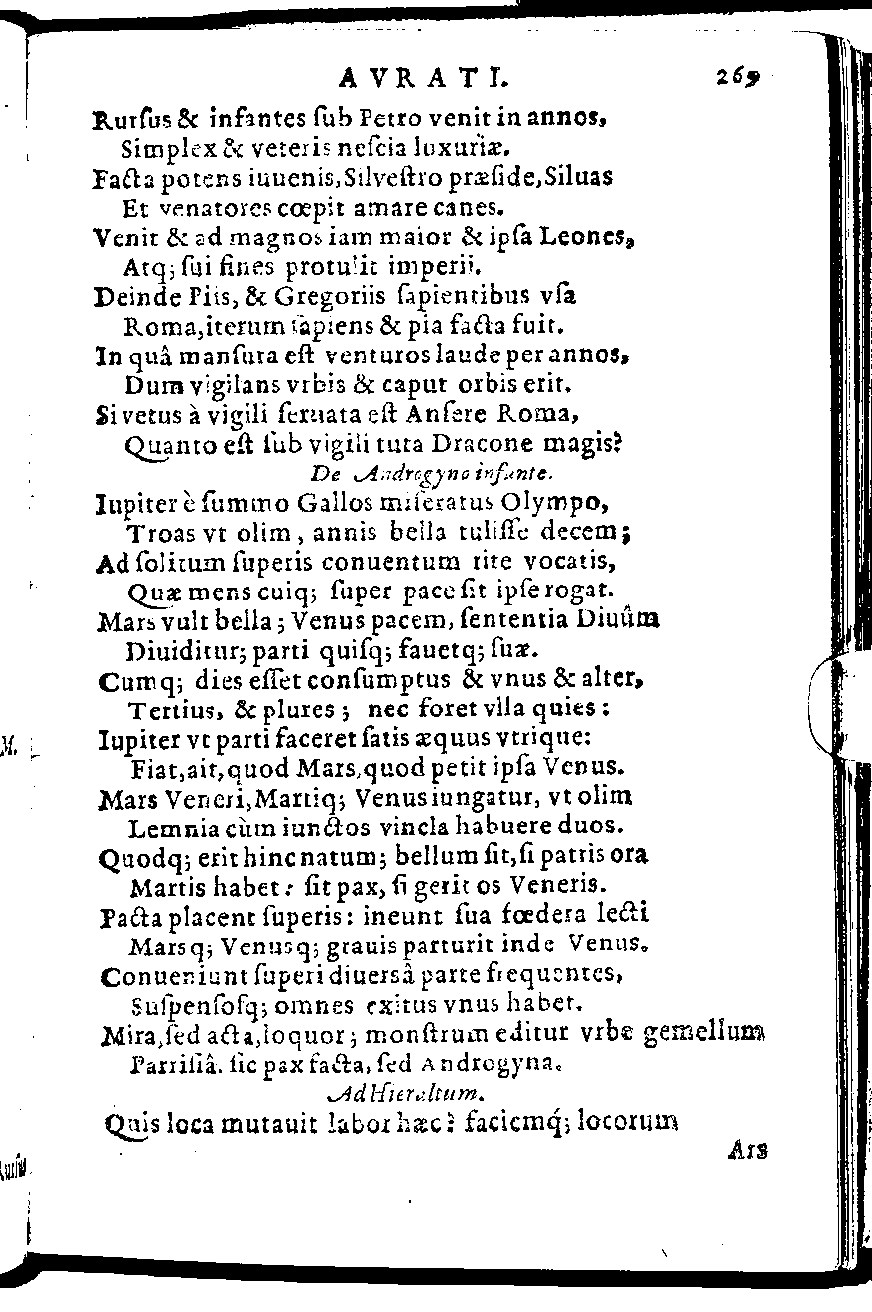 AVRATI. 269
Rursus & infantes sub Petro venit in annos,
Simplex & veteris nescia luxuriæ.
Facta potens iuuenis, Silvestro præside, Siluas
Et venatores cœpit amare canes.
Venit & ad magnos iam maior & ipsa Leones,
Atq; sui fines protulit imperii.
Deinde Piis, & Gregoriis sapientibus vsa
Roma, iterum sapiens & pia facta fuit.
In quâ mansura est venturos laude per annos,
Dum vigilans vrbis & caput orbis erit.
Si vetus à vigili seruata est Ansere Roma,
Quanto est sub vigili tuta Dracone magis?
De Androgyno infante.
Iupiter è summo Gallos miseratus Olympo,
Troas vt olim, annis bella tulisse decem;
Ad solitum superis conuentum rite vocatis,
Quæ mens cuiq; super pace sit ipse rogat.
Mars vult bella; Venus pacem, sententia Diuûm
Diuiditur; parti quisq; fauetq; suæ.
Cumq; dies esset consumptus & vnus & alter,
Tertius, & plures; nec foret vlla quies:
Iupiter vt parti faceret satis æquus vtrique:
Fiat, ait, quod Mars, quod petit ipsa Venus.
Mars Veneri, Martiq; Venus iungatur, vt olim
Lemnia cùm iunctos vincla habuere duos.
Quodq; erit hinc natum; bellum sit, si patris ora
Martis habet: sit pax, si gerit os Veneris.
Pacta placent superis: ineunt sua fœdera lecti
Marsq; Venusq; grauis parturit inde Venus.
Conueniunt superi diuersâ parte frequentes,
Suspensosq; omnes exitus vnus habet.
Mira, sed acta, loquor; monstrum editur vrbe gemellum
Parrisiâ. sic pax facta, sed Androgyna.
Ad Hieraltum.
Quis loca mutauit labor hæc? faciemq́; locorum
Ars